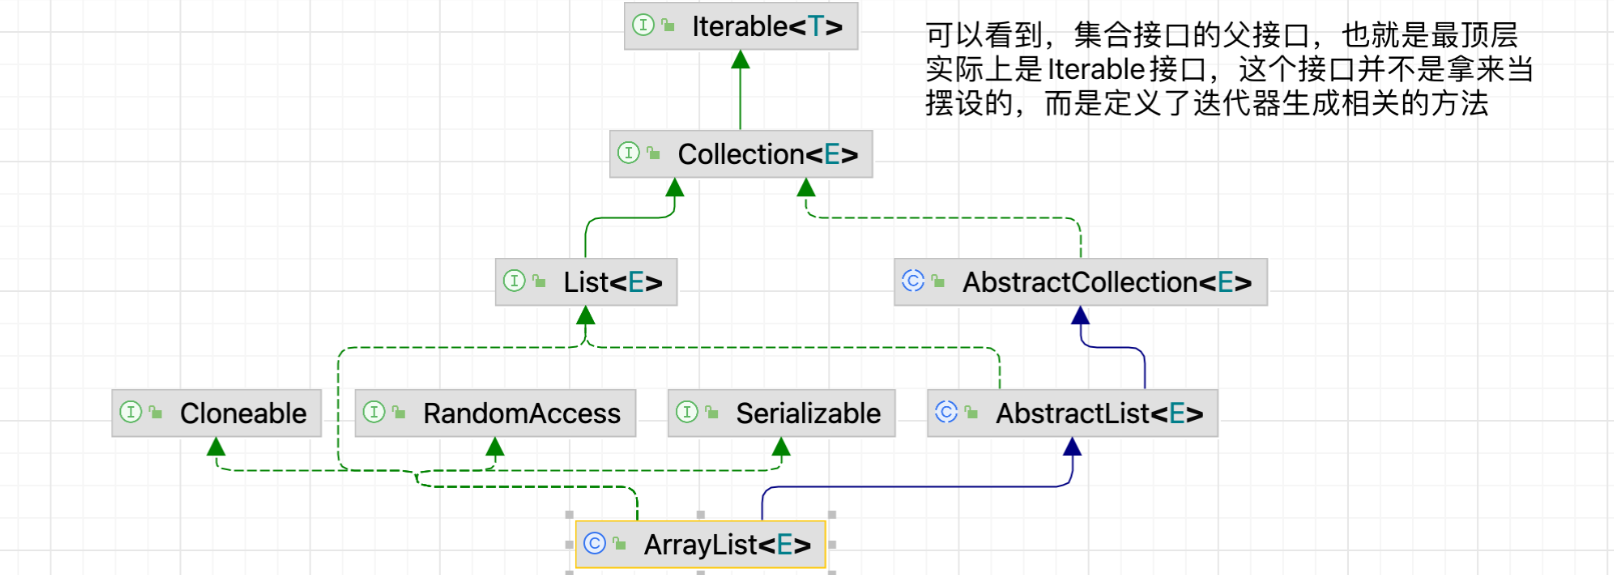 Iterable<T>
可以看到，集合接口的父接口，也就是最顶层
实际上是Iterable接口，这个接口并不是拿来当
摆设的，而是定义了迭代器生成相关的方法
Collection<E>
List<E>
AbstractCollection<E>
Cloneable
RandomAccess
Serializable
AbstractList<E>
ArrayList<E>